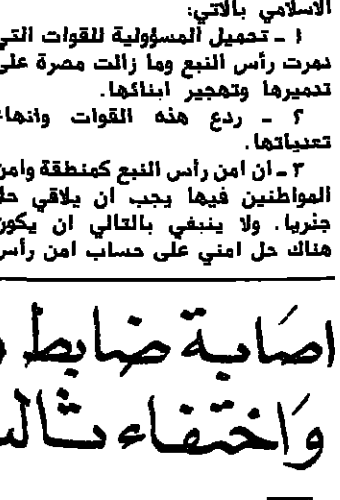 الاسلامي بالاتي:
١ - تحميل المسؤولية للقوات التي
دمرت رأس النبع وما زالت مصرة على
تدميرها وتهجير ابنائها.
٢ - ردع هذه القوات وانهاء
تعدياتها.
٣ - ان امن رأس النبع كمنطقة وامن
المواطنين فيها يجب ان يلاقي حلا
جذريا. ولا ينبغي بالتالي ان يكون
هناك حل امني على حساب امن رأس
اصابة ضابط
واختفاء ثالث